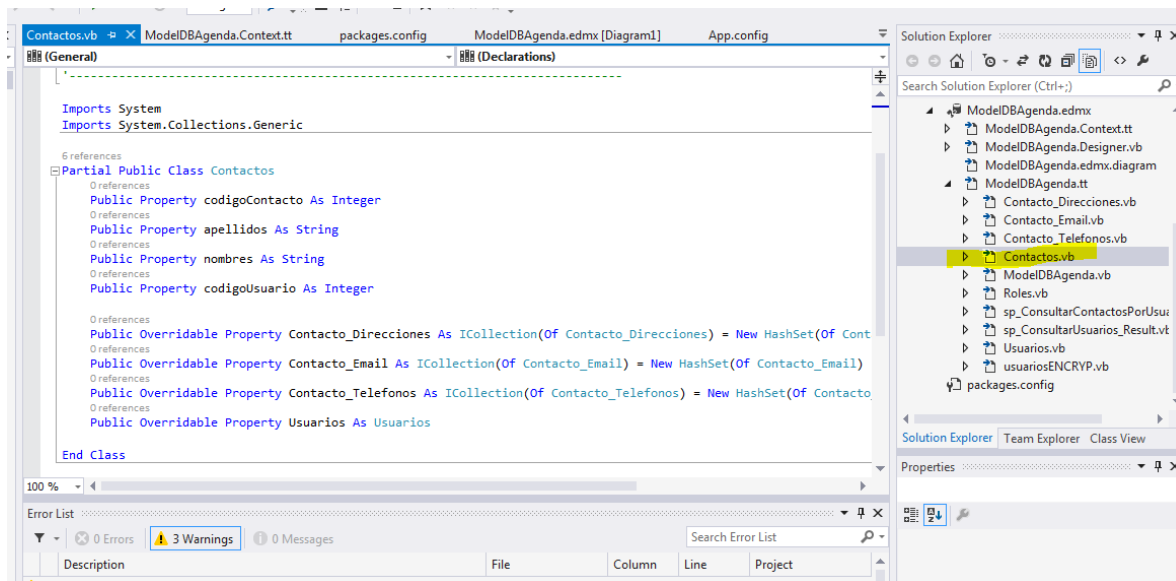 Contactos.vb
ModelDBAgenda.Context.tt
packages.config
ModelDBAgenda.edmx [Diagram1]
App.config
(General)
(Declarations)
'----------------------------------------------------------------------
Imports System
Imports System.Collections.Generic
6 references
Partial Public Class Contactos
0 references
Public Property codigoContacto As Integer
0 references
Public Property apellidos As String
0 references
Public Property nombres As String
0 references
Public Property codigoUsuario As Integer
0 references
Public Overridable Property Contacto_Direcciones As ICollection(Of Contacto_Direcciones) = New HashSet(Of Cont
0 references
Public Overridable Property Contacto_Email As ICollection(Of Contacto_Email) = New HashSet(Of Contacto_Email)
0 references
Public Overridable Property Contacto_Telefonos As ICollection(Of Contacto_Telefonos) = New HashSet(Of Contacto_
0 references
Public Overridable Property Usuarios As Usuarios
End Class
100 %
Error List
0 Errors
3 Warnings
0 Messages
Search Error List
Description
File
Column
Line
Project
Solution Explorer
Search Solution Explorer (Ctrl+;)
ModelDBAgenda.edmx
ModelDBAgenda.Context.tt
ModelDBAgenda.Designer.vb
ModelDBAgenda.edmx.diagram
ModelDBAgenda.tt
Contacto_Direcciones.vb
Contacto_Email.vb
Contacto_Telefonos.vb
Contactos.vb
ModelDBAgenda.vb
Roles.vb
sp_ConsultarContactosPorUsua
sp_ConsultarUsuarios_Result.vb
Usuarios.vb
usuariosENCRYP.vb
packages.config
Solution Explorer
Team Explorer
Class View
Properties